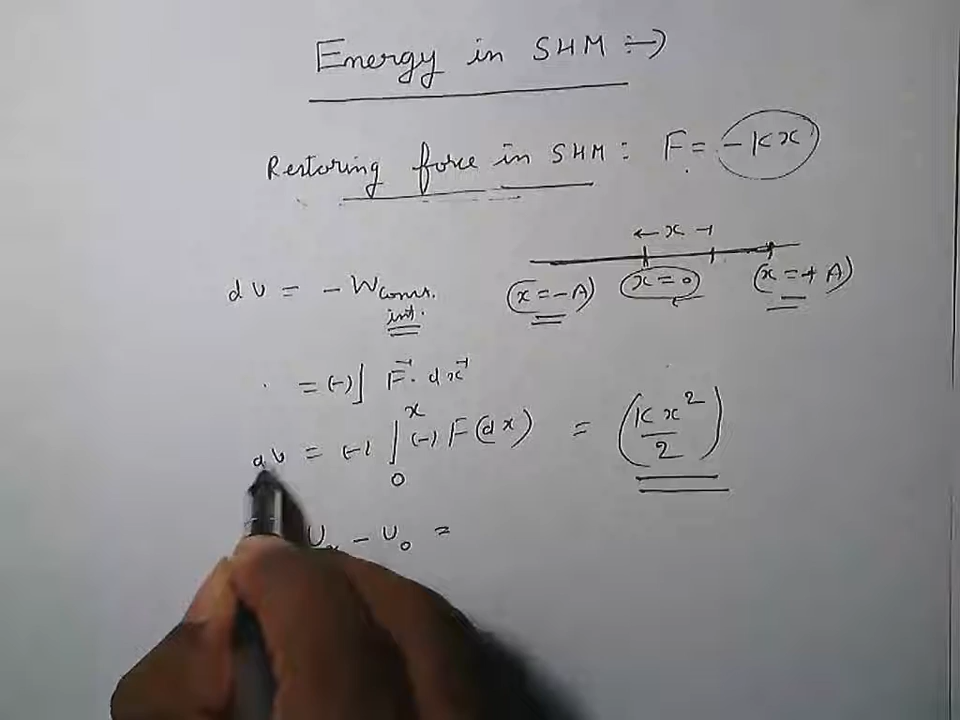 Energy in SHM :→
Restoring force in SHM : F = -Kx
← x →
x = -A x = 0 x = + A
dU = - W cons. int.
= (-) ∫ F⃗ . dx⃗
dU = (-) ∫₀ˣ (-) F (dx) = (Kx²/2)
Uₓ - U₀ =